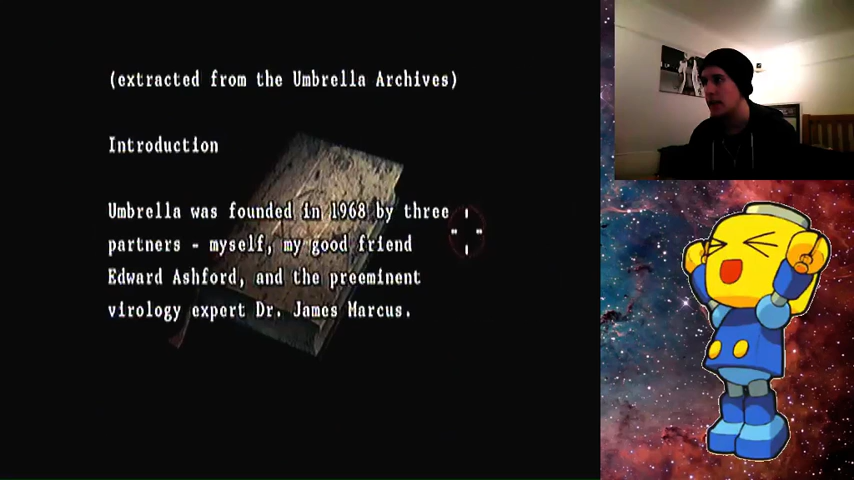 (extracted from the Umbrella Archives)
Introduction
Umbrella was founded in 1968 by three
partners - myself, my good friend
Edward Ashford, and the preeminent
virology expert Dr. James Marcus.